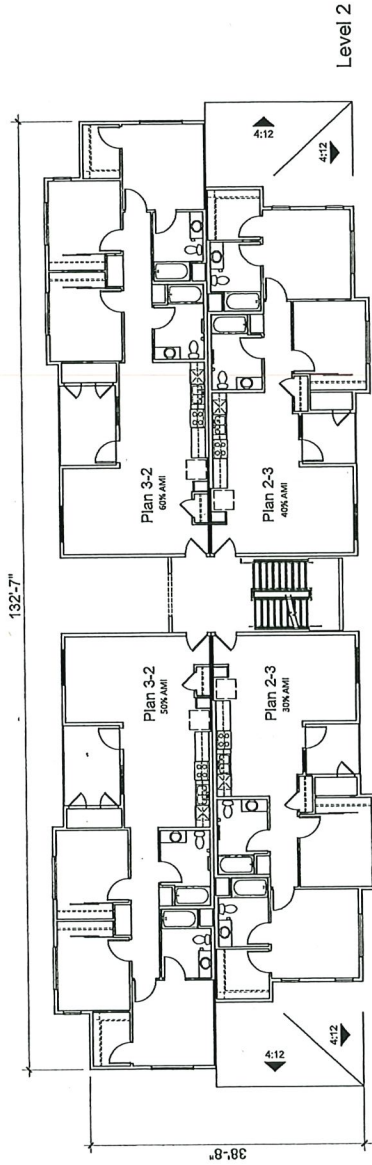 132'-7"
Plan 3-2
50% AMI
Plan 3-2
60% AMI
Plan 2-3
30% AMI
Plan 2-3
40% AMI
4:12
4:12
4:12
4:12
38'-8"
Level 2